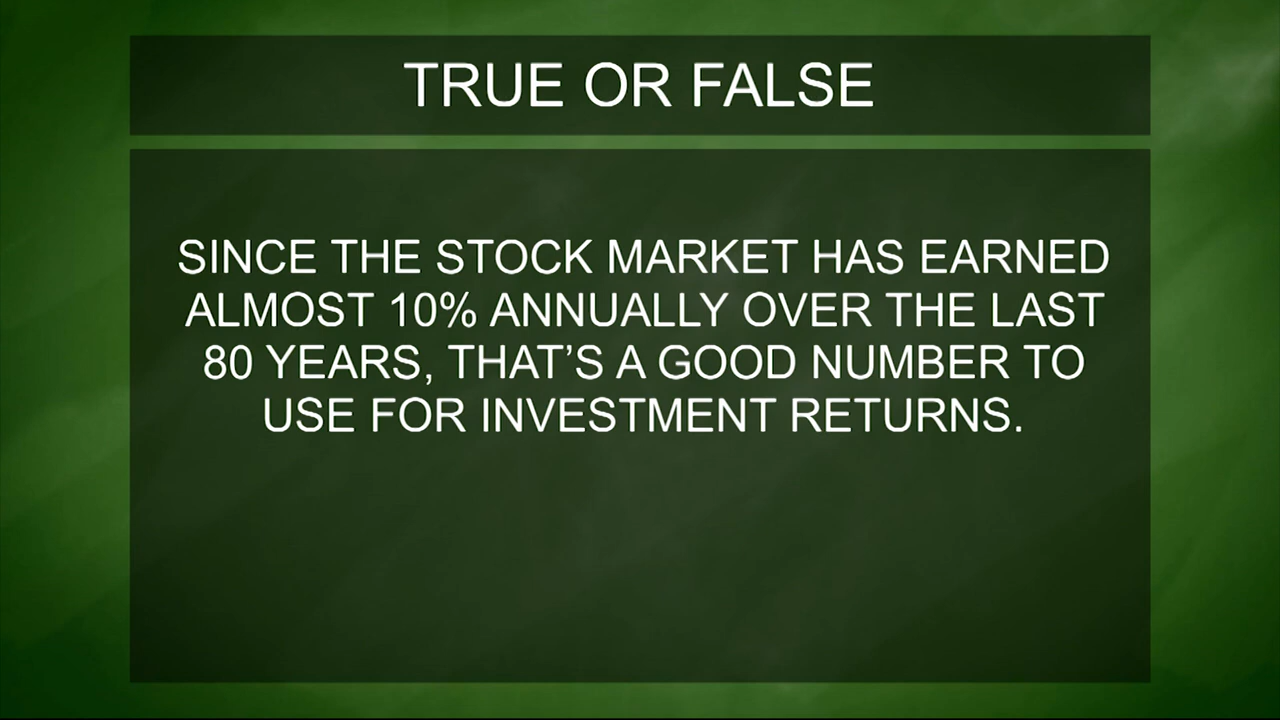 TRUE OR FALSE
SINCE THE STOCK MARKET HAS EARNED
ALMOST 10% ANNUALLY OVER THE LAST
80 YEARS, THAT’S A GOOD NUMBER TO
USE FOR INVESTMENT RETURNS.